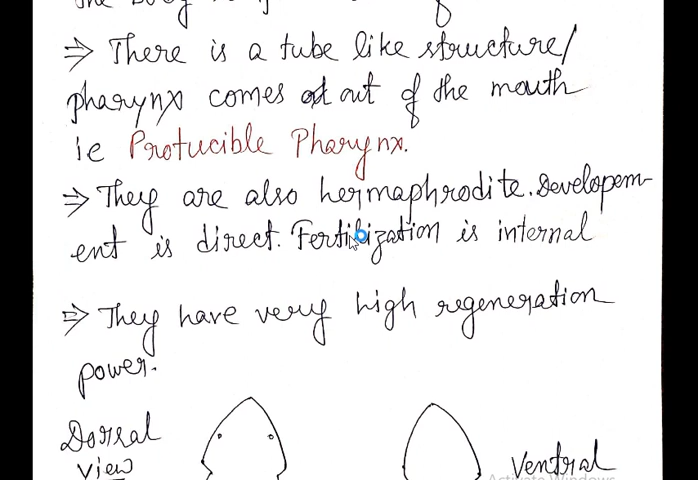 ⇒ There is a tube like structure/
pharynx comes out of the mouth
ie Protucible Pharynx.
⇒ They are also hermaphrodite. Developem-
ent is direct. Fertilization is internal
⇒ They have very high regeneration
power.
Dorsal
view
Ventral